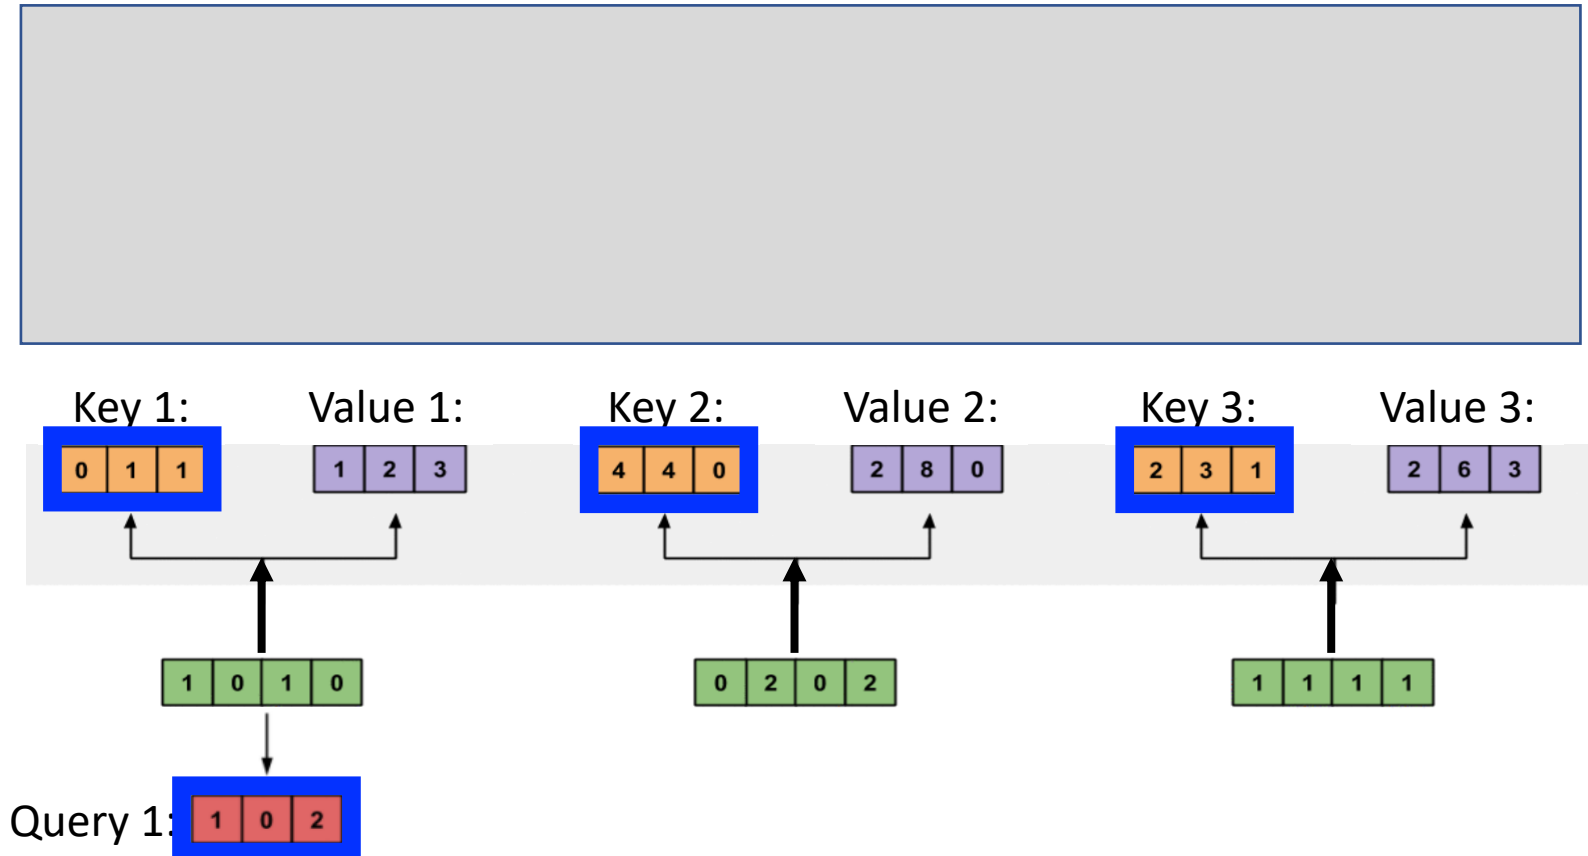 Key 1: Value 1: Key 2: Value 2: Key 3: Value 3:
0 1 1 1 2 3 4 4 0 2 8 0 2 3 1 2 6 3
1 0 1 0 0 2 0 2 1 1 1 1
Query 1: 1 0 2